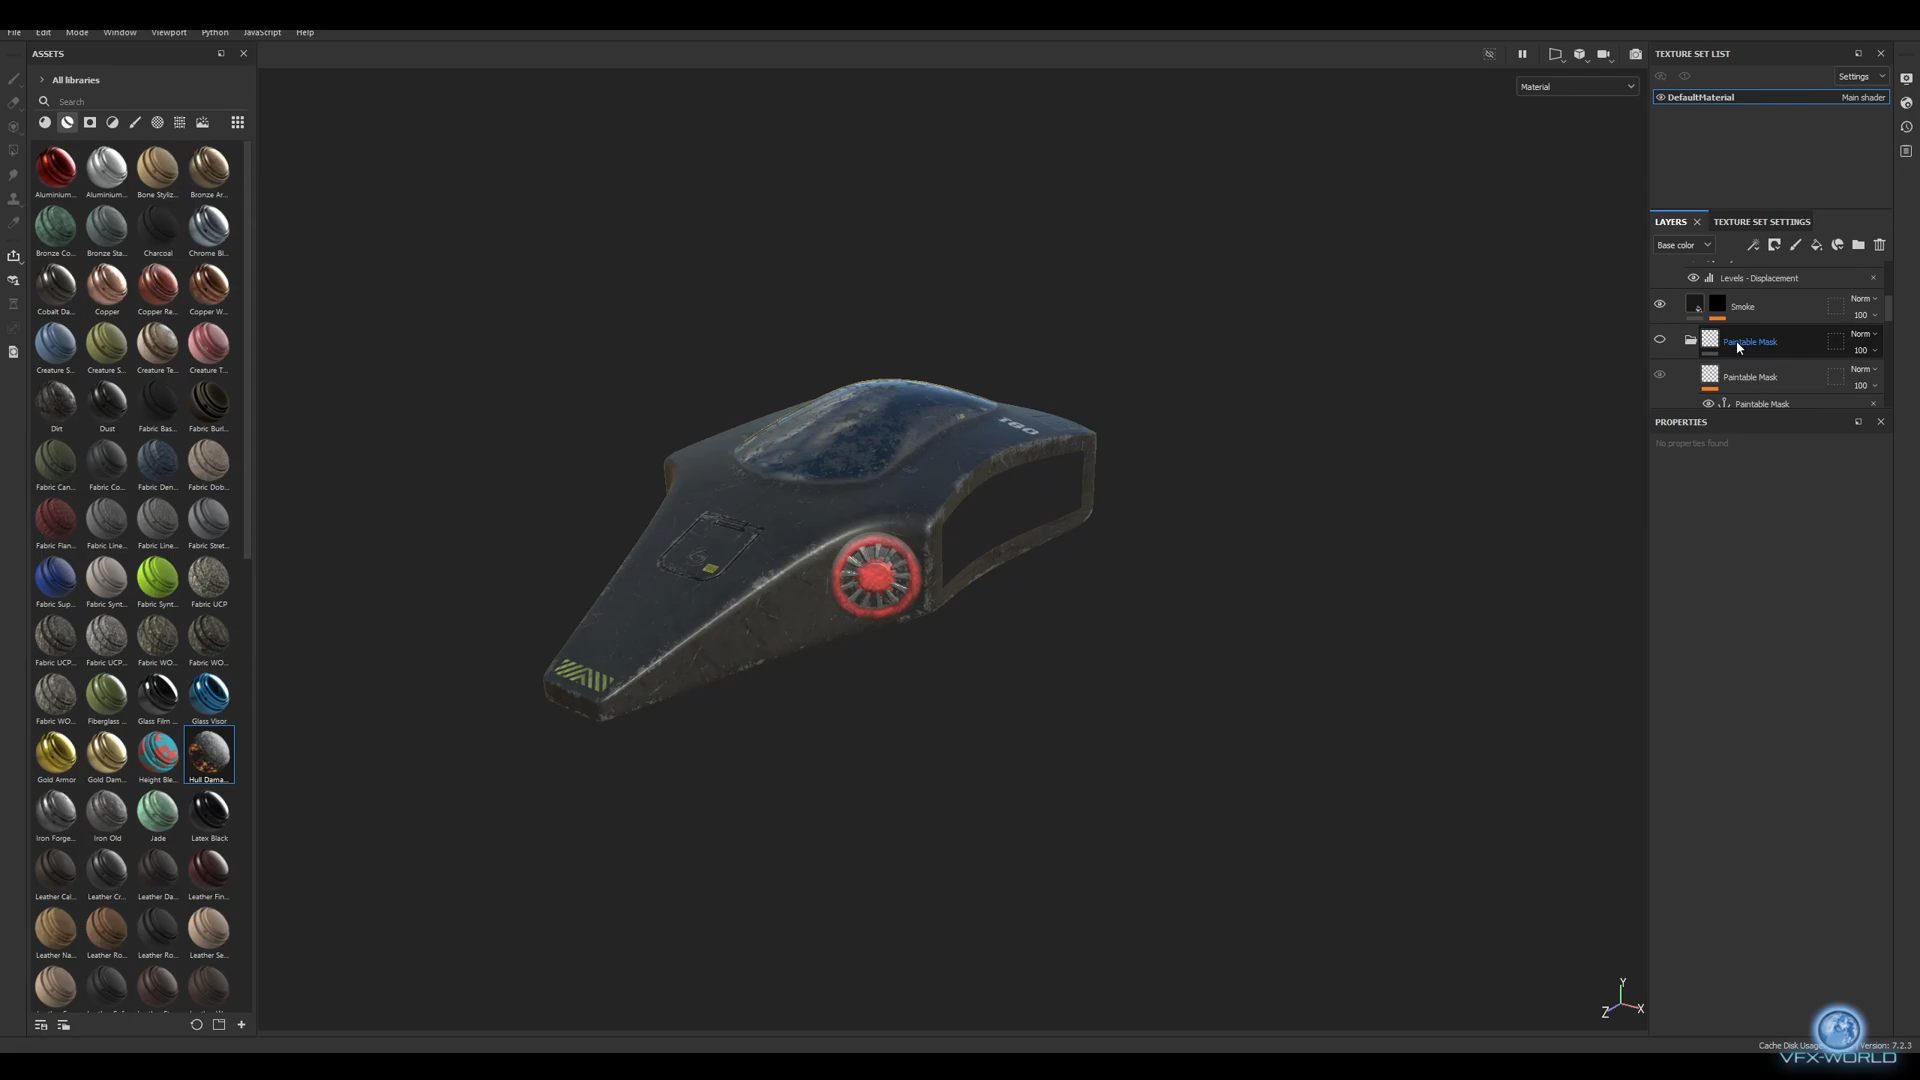 File Edit Mode Window Viewport Python JavaScript Help
ASSETS
All libraries
Search
Aluminium... Aluminium... Bone Styliz... Bronze Ar...
Bronze Co... Bronze Sta... Charcoal Chrome Bl...
Cobalt Da... Copper Copper Re... Copper W...
Creature S... Creature S... Creature Te... Creature T...
Dirt Dust Fabric Bas... Fabric Burl...
Fabric Can... Fabric Co... Fabric Den... Fabric Dob...
Fabric Flan... Fabric Line... Fabric Line... Fabric Stret...
Fabric Sup... Fabric Synt... Fabric Synt... Fabric UCP
Fabric UCP... Fabric UCP... Fabric WO... Fabric WO...
Fabric WO... Fiberglass ... Glass Film ... Glass Visor
Gold Armor Gold Dam... Height Ble... Hull Dama...
Iron Forge... Iron Old Jade Latex Black
Leather Cal... Leather Cr... Leather Da... Leather Fin...
Leather Na... Leather Ro... Leather Ro... Leather Se...
Material
180
6
Y
Z X
TEXTURE SET LIST
Settings
DefaultMaterial Main shader
LAYERS TEXTURE SET SETTINGS
Base color
Levels - Displacement
Smoke Norm
100
Paintable Mask Norm
100
Paintable Mask Norm
100
Paintable Mask
PROPERTIES
No properties found
Cache Disk Usage Version: 7.2.3
VFX-WORLD